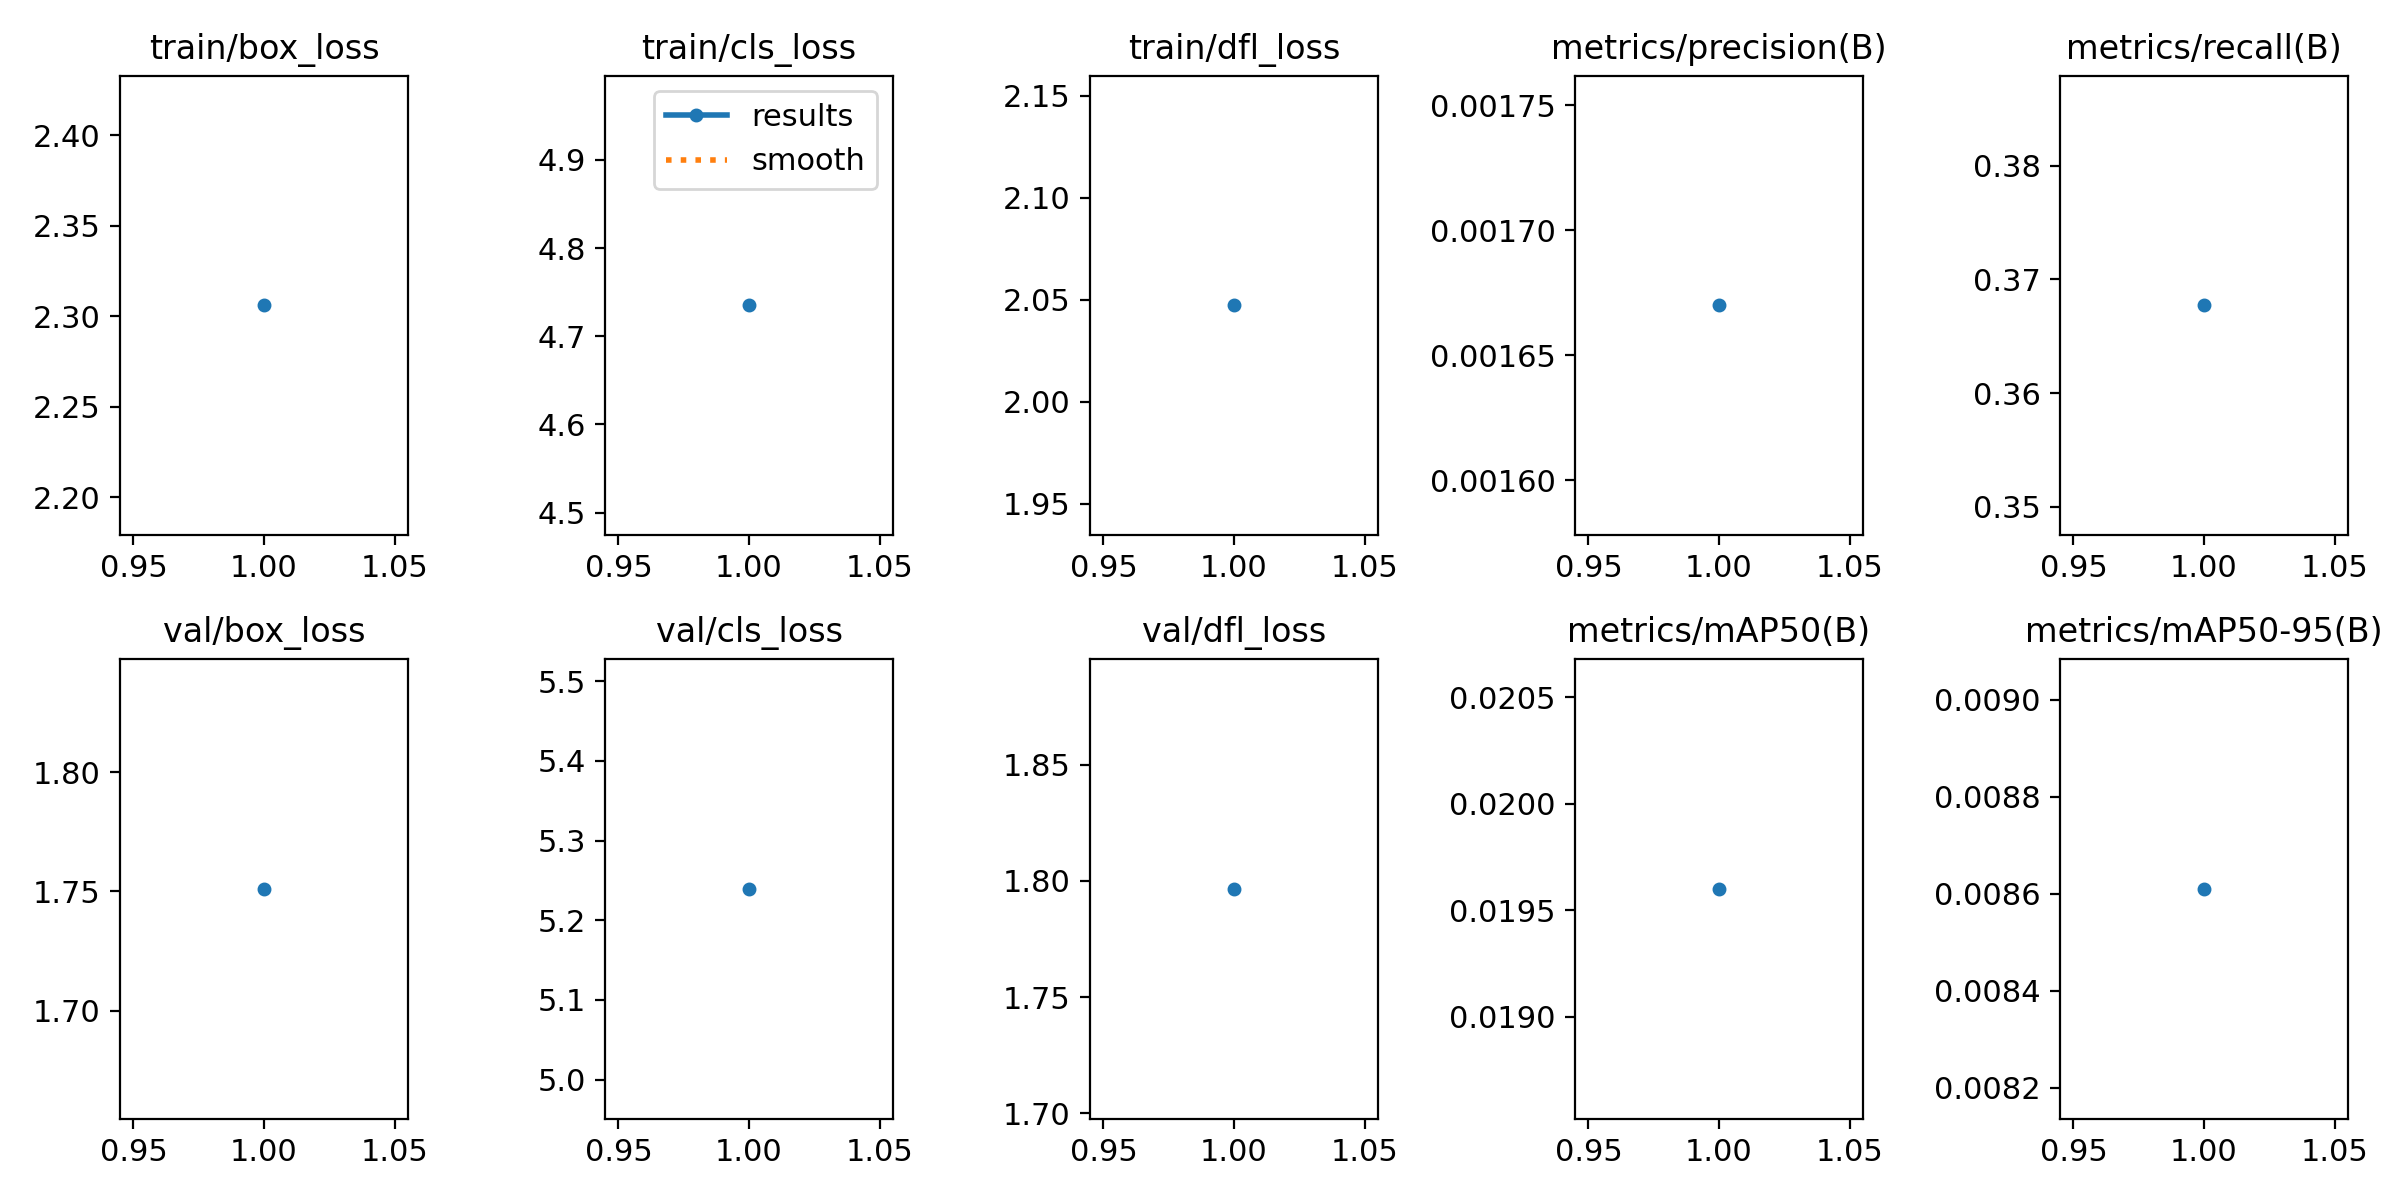 train/box_loss
2.40
2.35
2.30
2.25
2.20
0.95 1.00 1.05
train/cls_loss
results
smooth
4.9
4.8
4.7
4.6
4.5
0.95 1.00 1.05
train/dfl_loss
2.15
2.10
2.05
2.00
1.95
0.95 1.00 1.05
metrics/precision(B)
0.00175
0.00170
0.00165
0.00160
0.95 1.00 1.05
metrics/recall(B)
0.38
0.37
0.36
0.35
0.95 1.00 1.05
val/box_loss
1.80
1.75
1.70
0.95 1.00 1.05
val/cls_loss
5.5
5.4
5.3
5.2
5.1
5.0
0.95 1.00 1.05
val/dfl_loss
1.85
1.80
1.75
1.70
0.95 1.00 1.05
metrics/mAP50(B)
0.0205
0.0200
0.0195
0.0190
0.95 1.00 1.05
metrics/mAP50-95(B)
0.0090
0.0088
0.0086
0.0084
0.0082
0.95 1.00 1.05